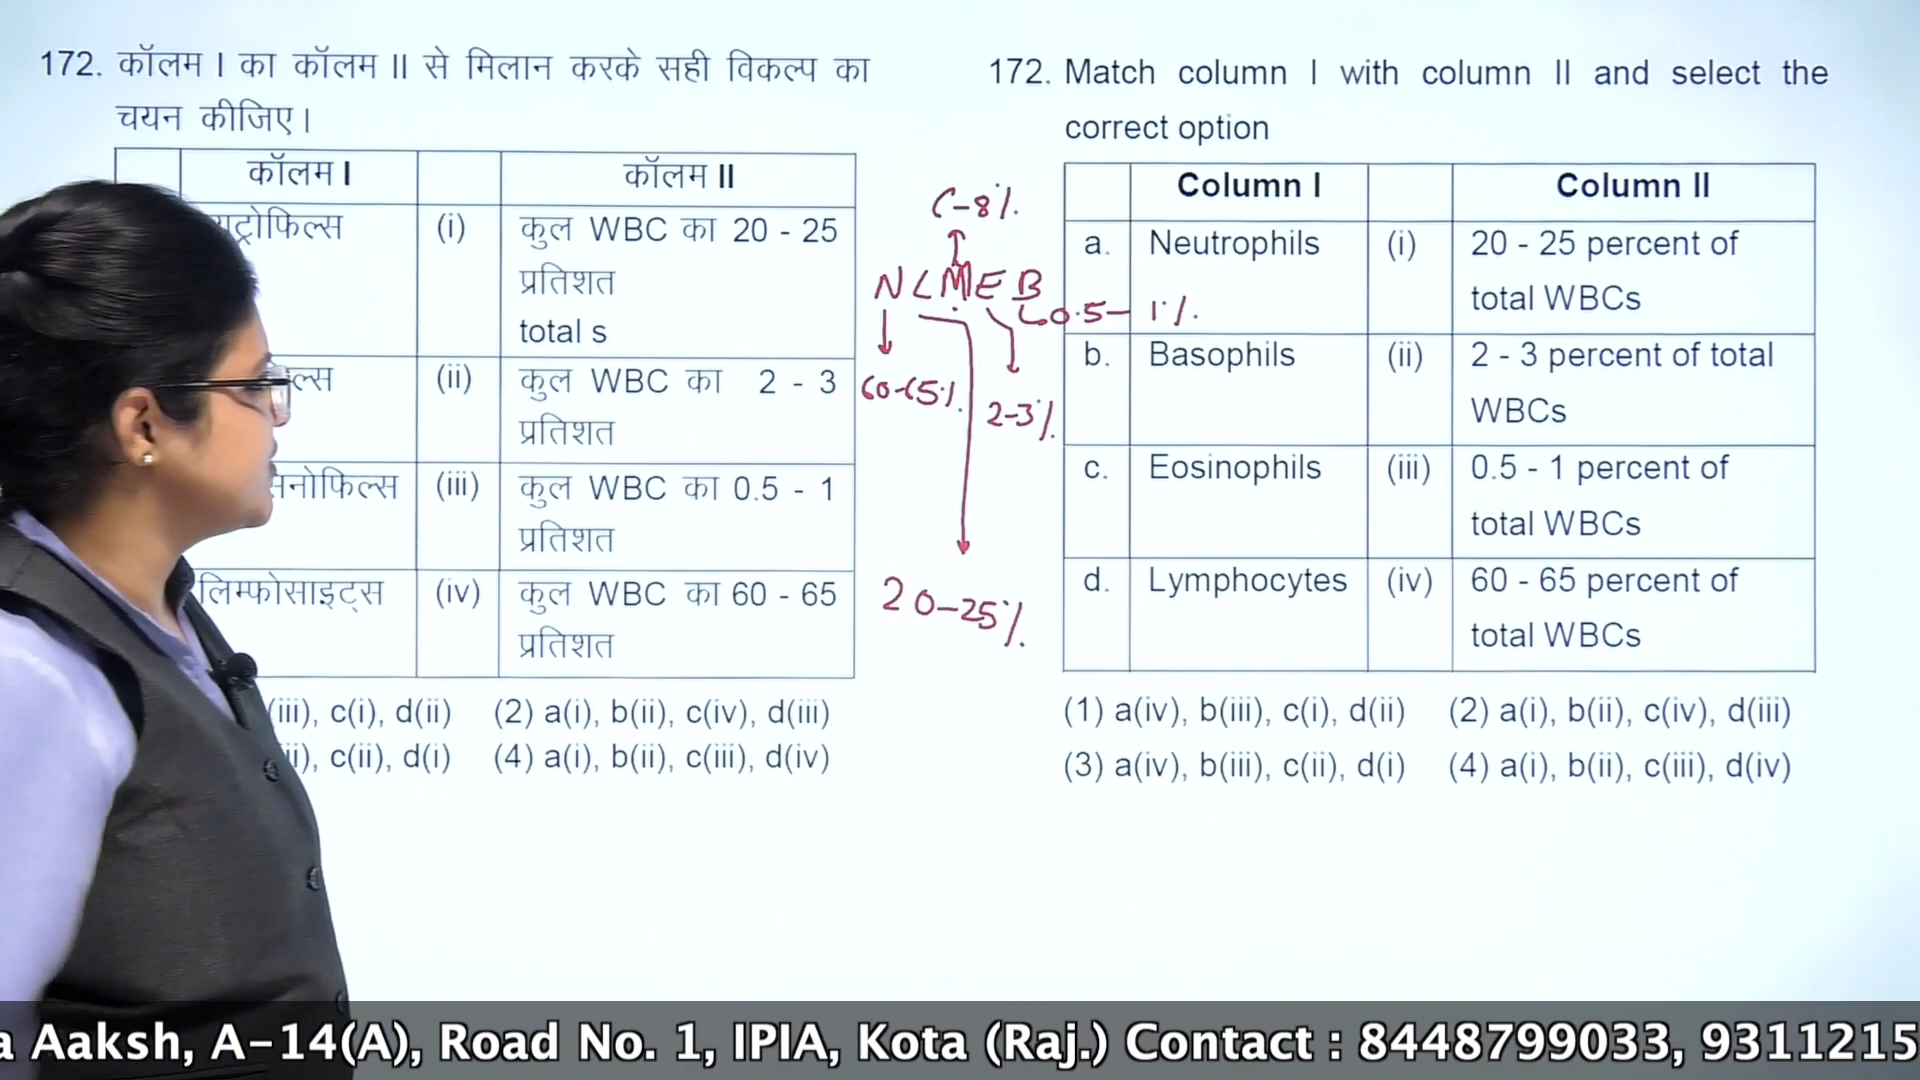 172. कॉलम I का कॉलम II से मिलान करके सही विकल्प का
चयन कीजिए।
कॉलम I कॉलम II
(i) कुल WBC का 20 - 25
प्रतिशत
total s
(ii) कुल WBC का 2 - 3
प्रतिशत
(iii) कुल WBC का 0.5 - 1
प्रतिशत
लिम्फोसाइट्स (iv) कुल WBC का 60 - 65
प्रतिशत
(iii), c(i), d(ii) (2) a(i), b(ii), c(iv), d(iii)
c(ii), d(i) (4) a(i), b(ii), c(iii), d(iv)
N L M E B
0.5-1%.
2-3%.
20-25%.
172. Match column I with column II and select the
correct option
Column I Column II
a. Neutrophils (i) 20 - 25 percent of
total WBCs
b. Basophils (ii) 2 - 3 percent of total
WBCs
c. Eosinophils (iii) 0.5 - 1 percent of
total WBCs
d. Lymphocytes (iv) 60 - 65 percent of
total WBCs
(1) a(iv), b(iii), c(i), d(ii) (2) a(i), b(ii), c(iv), d(iii)
(3) a(iv), b(iii), c(ii), d(i) (4) a(i), b(ii), c(iii), d(iv)
a Aaksh, A-14(A), Road No. 1, IPIA, Kota (Raj.) Contact : 8448799033, 9311215